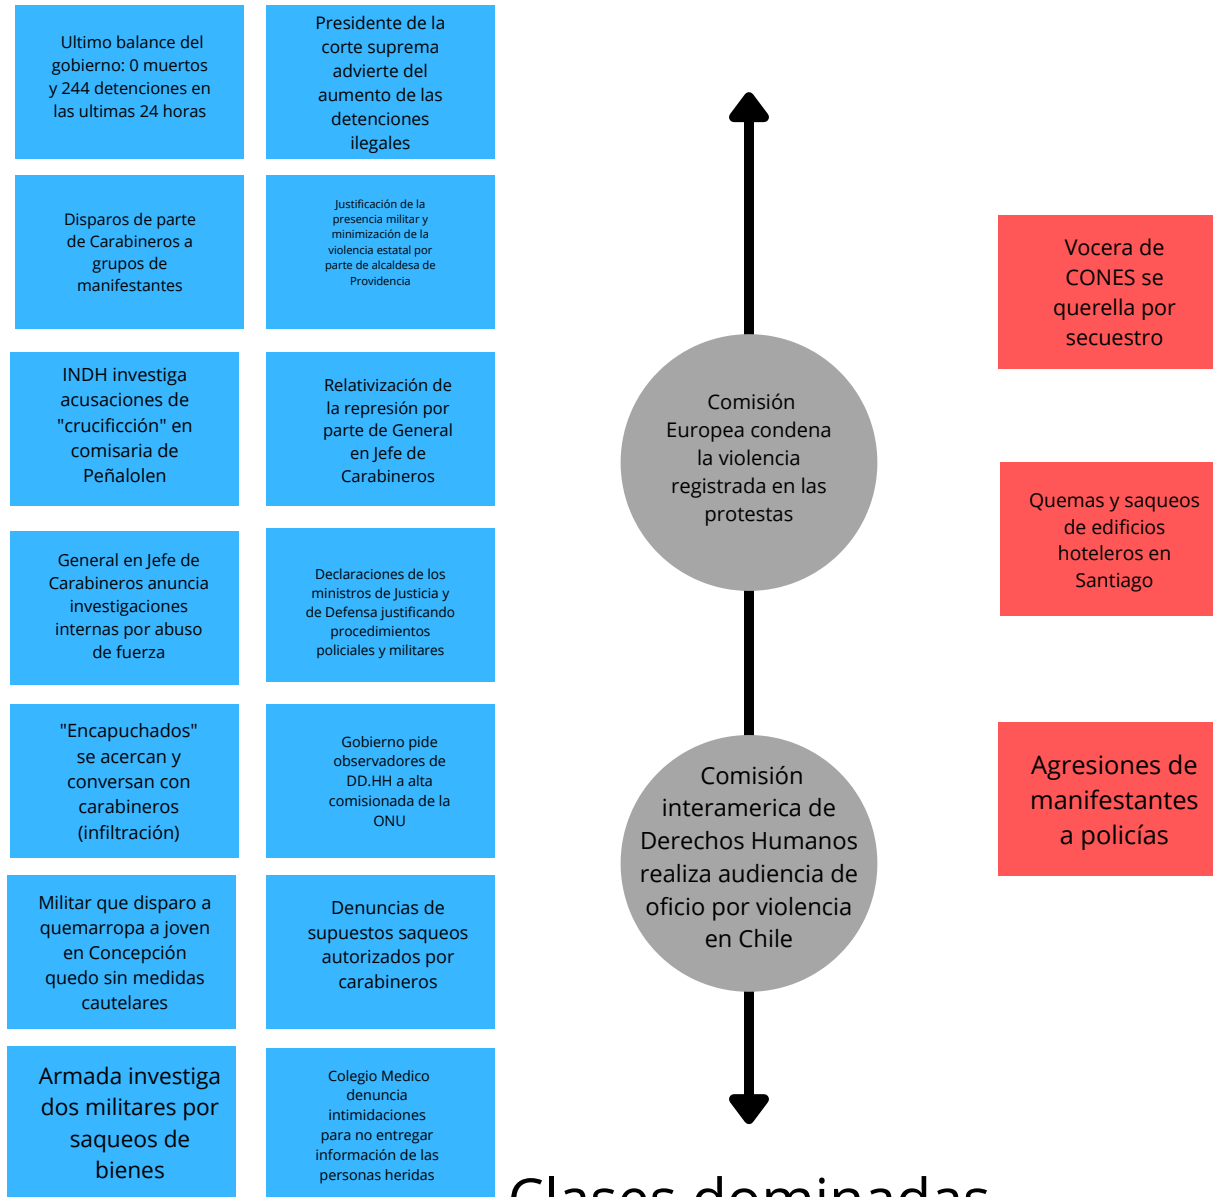 Ultimo balance del
gobierno: 0 muertos
y 244 detenciones en
las ultimas 24 horas
Presidente de la
corte suprema
advierte del
aumento de las
detenciones
ilegales
Disparos de parte
de Carabineros a
grupos de
manifestantes
Justificación de la
presencia militar y
minimización de la
violencia estatal por
parte de alcaldesa de
Providencia
INDH investiga
acusaciones de
"crucificción" en
comisaria de
Peñalolen
Relativización de
la represión por
parte de General
en Jefe de
Carabineros
General en Jefe de
Carabineros anuncia
investigaciones
internas por abuso
de fuerza
Declaraciones de los
ministros de Justicia y
de Defensa justificando
procedimientos
policiales y militares
"Encapuchados"
se acercan y
conversan con
carabineros
(infiltración)
Gobierno pide
observadores de
DD.HH a alta
comisionada de la
ONU
Militar que disparo a
quemarropa a joven
en Concepción
quedo sin medidas
cautelares
Denuncias de
supuestos saqueos
autorizados por
carabineros
Armada investiga
dos militares por
saqueos de
bienes
Colegio Medico
denuncia
intimidaciones
para no entregar
información de las
personas heridas
Comisión
Europea condena
la violencia
registrada en las
protestas
Comisión
interamerica de
Derechos Humanos
realiza audiencia de
oficio por violencia
en Chile
Vocera de
CONES se
querella por
secuestro
Quemas y saqueos
de edificios
hoteleros en
Santiago
Agresiones de
manifestantes
a policías
Clases dominadas